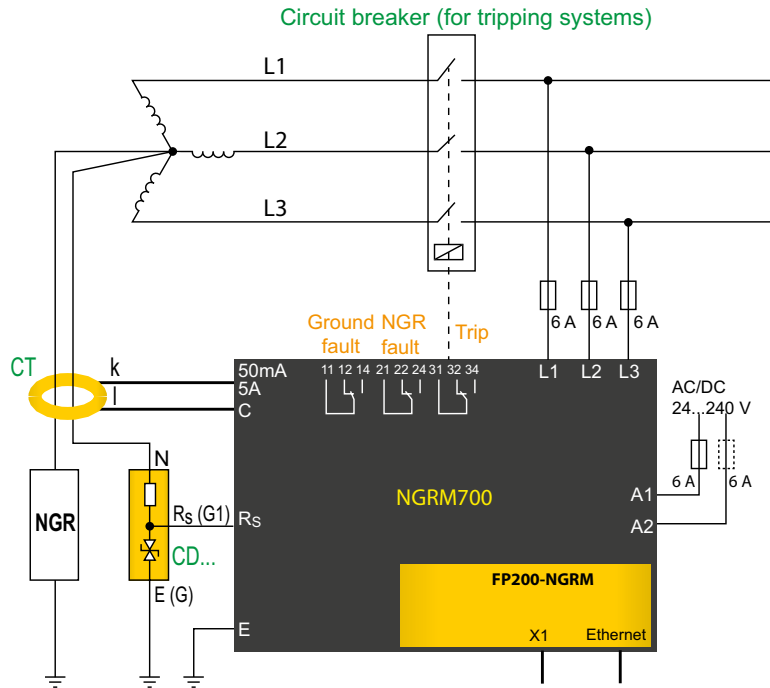 Circuit breaker (for tripping systems)
L1
L2
L3
6 A
6 A
6 A
Ground fault
NGR fault
Trip
CT
k
l
50mA
5A
C
11 12 14 21 22 24 31 32 34
L1 L2 L3
AC/DC
24...240 V
6 A
6 A
N
NGR
RS (G1)
RS
CD...
E (G)
E
NGRM700
A1
A2
FP200-NGRM
X1
Ethernet